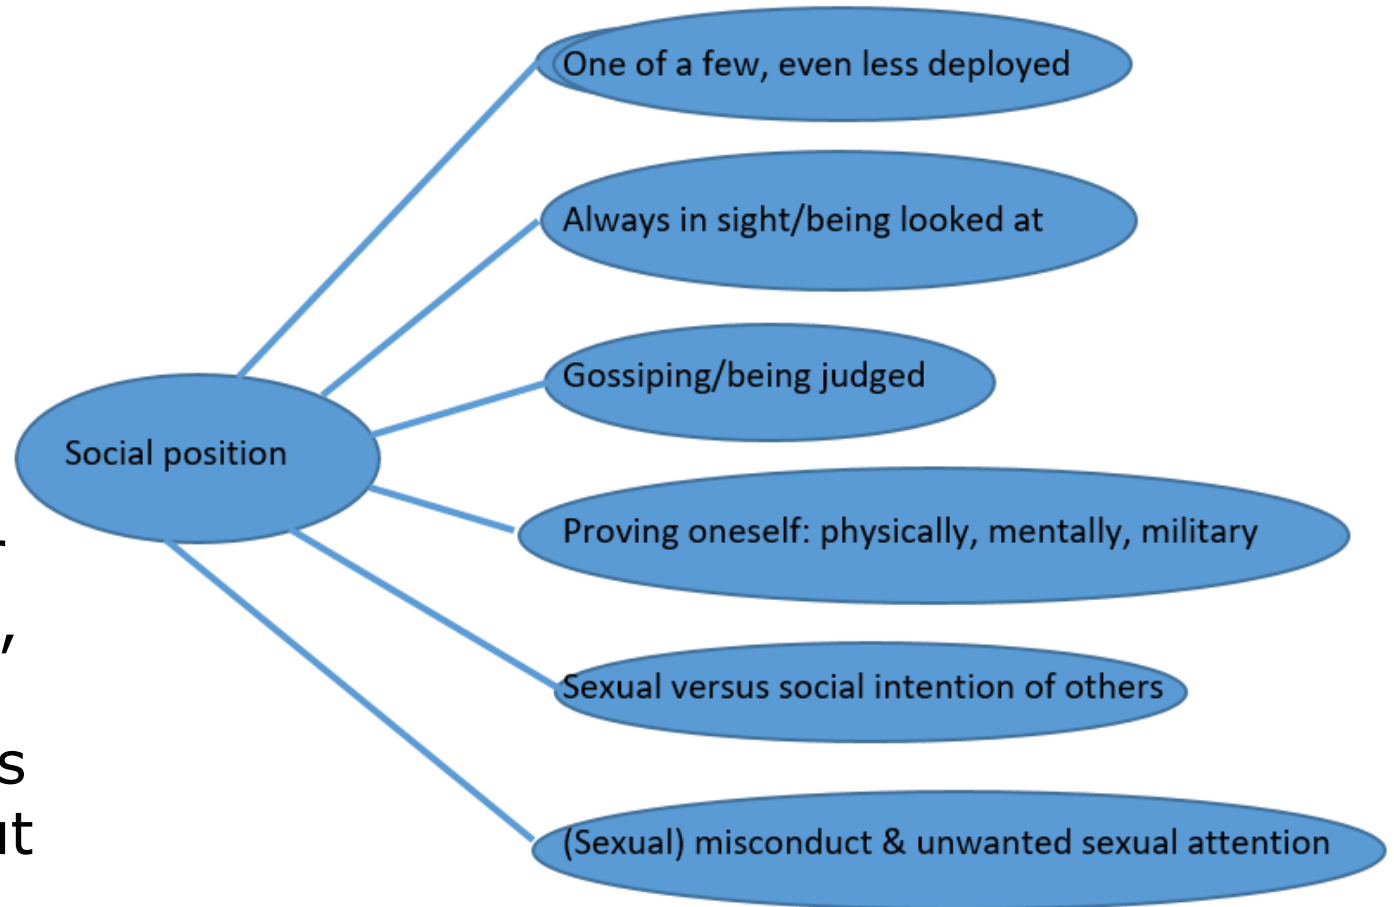 One of a few, even less deployed
Always in sight/being looked at
Gossiping/being judged
Social position
Proving oneself: physically, mentally, military
,
Sexual versus social intention of others
s
ut
(Sexual) misconduct & unwanted sexual attention